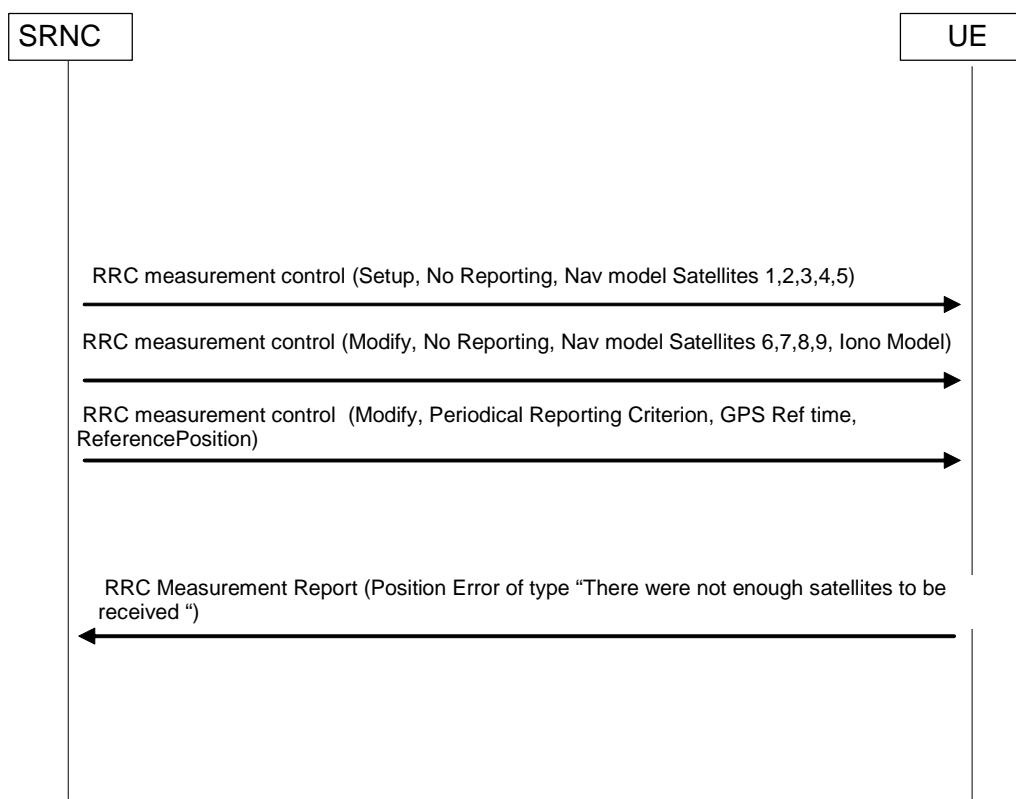 SRNC
UE
RRC measurement control (Setup, No Reporting, Nav model Satellites 1,2,3,4,5)
RRC measurement control (Modify, No Reporting, Nav model Satellites 6,7,8,9, Iono Model)
RRC measurement control  (Modify, Periodical Reporting Criterion, GPS Ref time,
ReferencePosition)
RRC Measurement Report (Position Error of type “There were not enough satellites to be
received “)